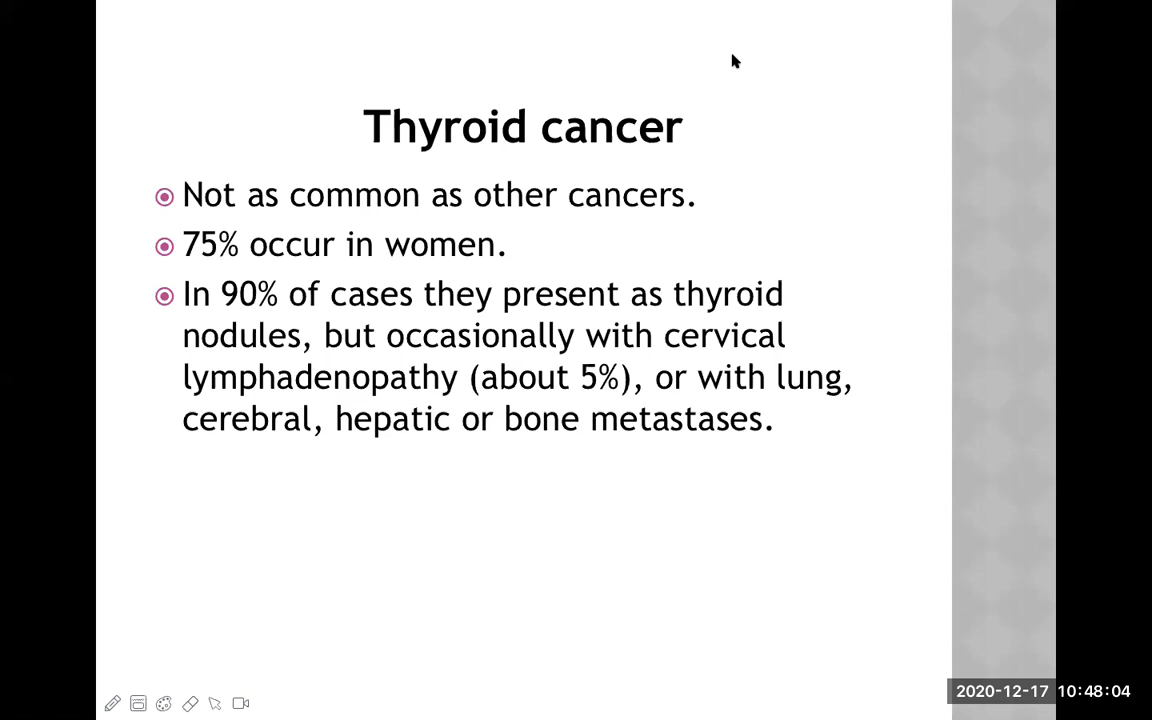 Thyroid cancer
Not as common as other cancers.
75% occur in women.
In 90% of cases they present as thyroid
nodules, but occasionally with cervical
lymphadenopathy (about 5%), or with lung,
cerebral, hepatic or bone metastases.
2020-12-17 10:48:04